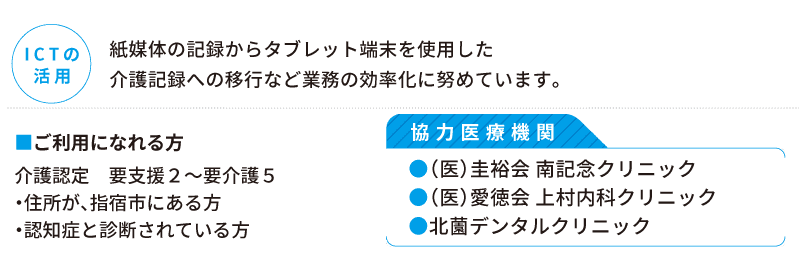 ICTの
活用
紙媒体の記録からタブレット端末を使用した
介護記録への移行など業務の効率化に努めています。
■ご利用になれる方
介護認定　要支援２～要介護５
・住所が、指宿市にある方
・認知症と診断されている方
協力医療機関
●（医）圭裕会 南記念クリニック
●（医）愛徳会 上村内科クリニック
●北薗デンタルクリニック